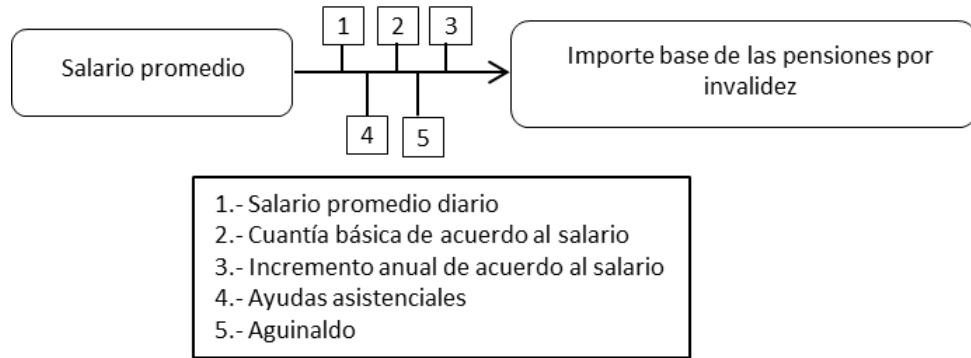 1
2
3
Salario promedio
Importe base de las pensiones por
invalidez
4
5
1.- Salario promedio diario
2.- Cuantía básica de acuerdo al salario
3.- Incremento anual de acuerdo al salario
4.- Ayudas asistenciales
5.- Aguinaldo